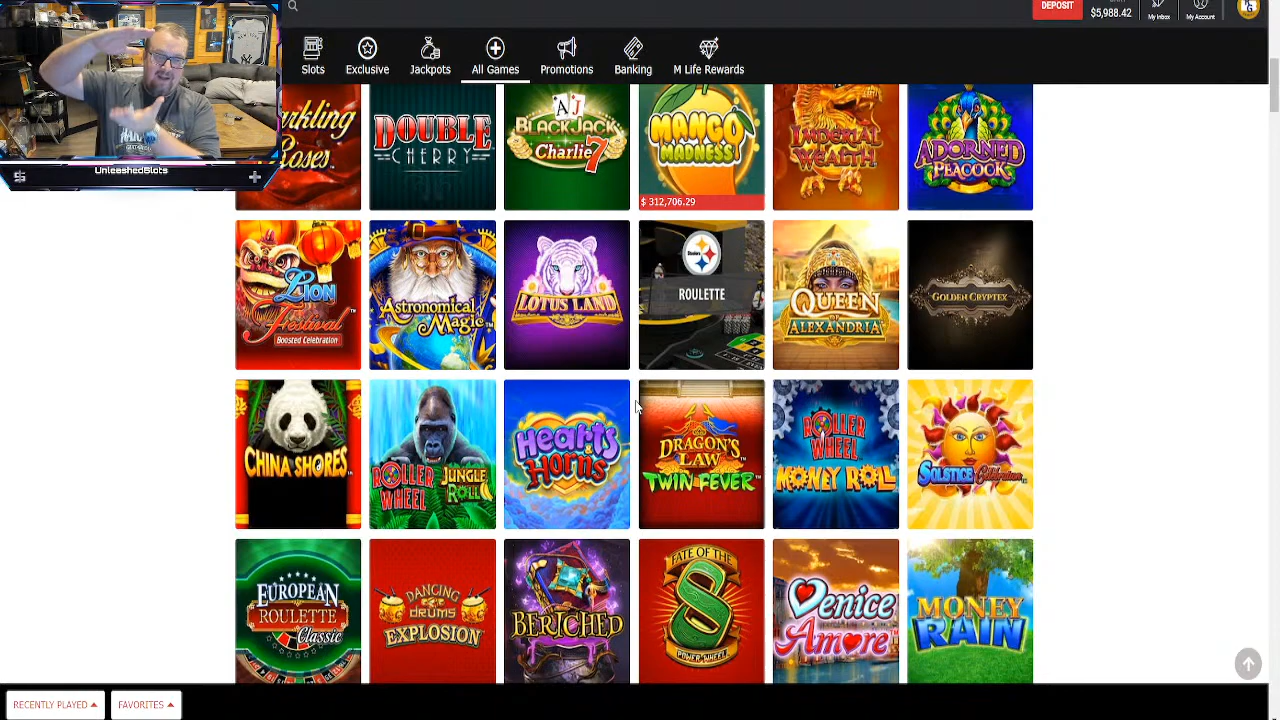 DEPOSIT
$5,988.42
My Inbox
My Account
Slots
Exclusive
Jackpots
All Games
Promotions
Banking
M Life Rewards
UnleashedSlots
Sparkling
Roses
DOUBLE
CHERRY
A J
BLACKJACK
Charlie 7
MANGO
MADNESS!
$ 312,706.29
IMPERIAL
WEALTH
ADORNED
PEACOCK
LION
Festival
Boosted Celebration
Astronomical
Magic
LOTUS LAND
Steelers
ROULETTE
QUEEN
OF
ALEXANDRIA
GOLDEN CRYPTEX
CHINA SHORES
ROLLER
WHEEL
JUNGLE
ROLL
Hearts
Horns
DRAGON'S
LAW
TWIN FEVER
ROLLER
WHEEL
MONEY ROLL
SOLSTICE Celebration
EUROPEAN
ROULETTE
Classic
DANCING
DRUMS
EXPLOSION
BERICHED
FATE OF THE
8
POWER WHEEL
Venice
Amore
MONEY
RAIN
RECENTLY PLAYED
FAVORITES